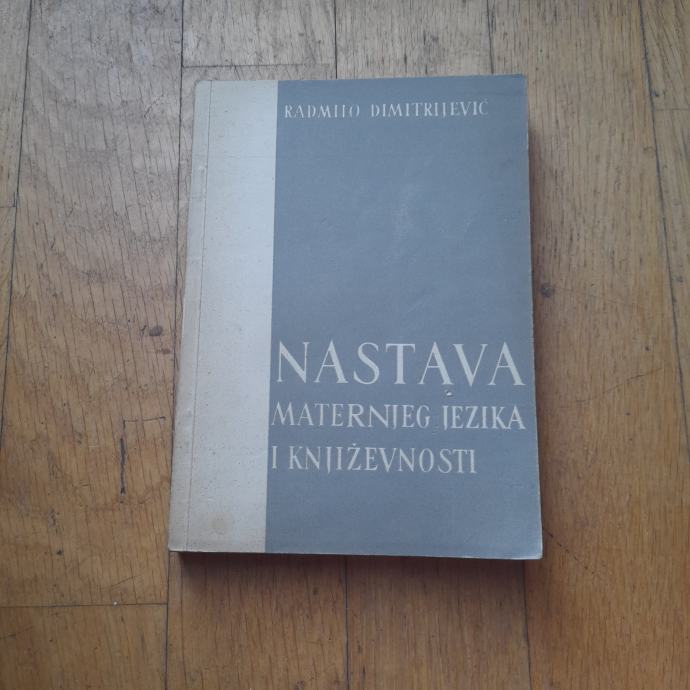 RADMILO DIMITRIJEVIĆ
NASTAVA
MATERNJEG JEZIKA
I KNJIŽEVNOSTI